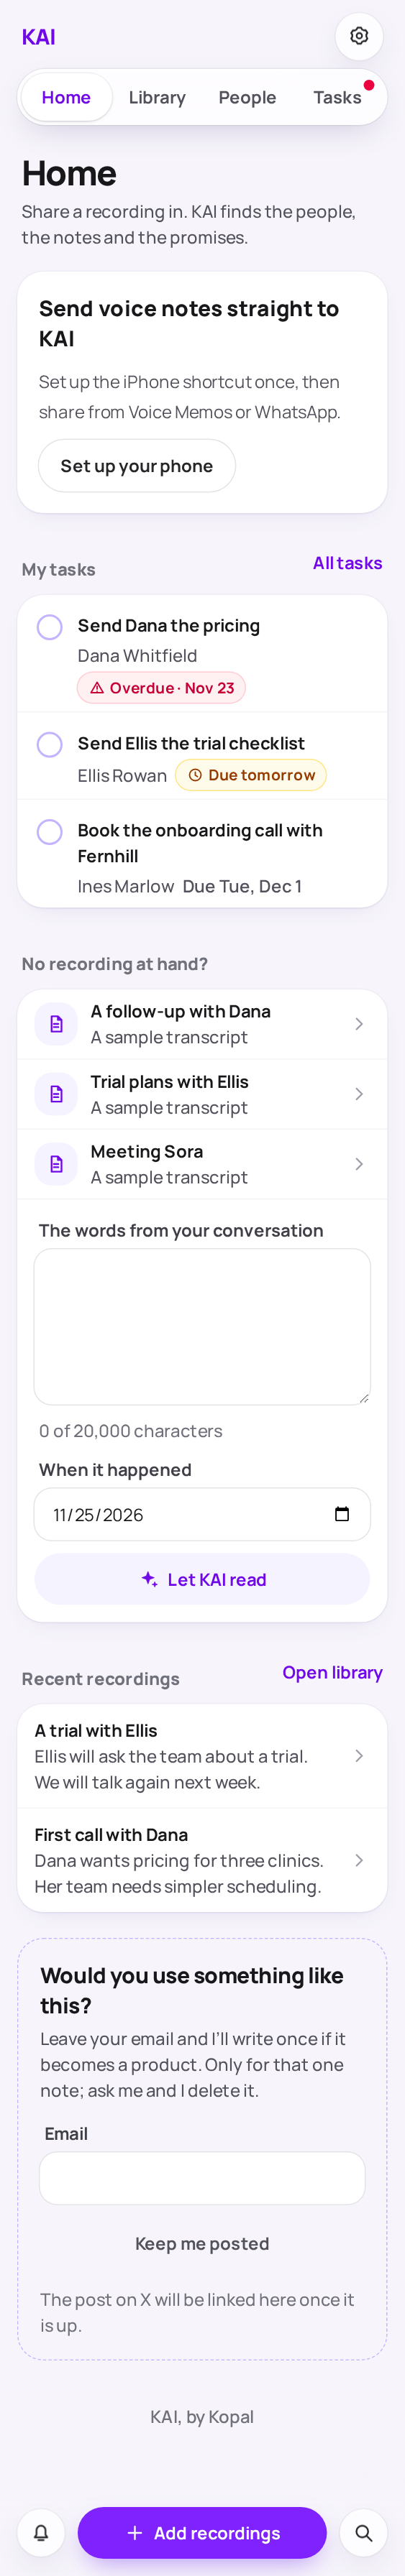 KAI
Home
Library
People
Tasks
Home
Share a recording in. KAI finds the people,
the notes and the promises.
Send voice notes straight to
KAI
Set up the iPhone shortcut once, then
share from Voice Memos or WhatsApp.
Set up your phone
My tasks
All tasks
Send Dana the pricing
Dana Whitfield
Overdue · Nov 23
Send Ellis the trial checklist
Ellis Rowan
Due tomorrow
Book the onboarding call with
Fernhill
Ines Marlow
Due Tue, Dec 1
No recording at hand?
A follow-up with Dana
A sample transcript
Trial plans with Ellis
A sample transcript
Meeting Sora
A sample transcript
The words from your conversation
0 of 20,000 characters
When it happened
11/25/2026
Let KAI read
Recent recordings
Open library
A trial with Ellis
Ellis will ask the team about a trial.
We will talk again next week.
First call with Dana
Dana wants pricing for three clinics.
Her team needs simpler scheduling.
Would you use something like
this?
Leave your email and I’ll write once if it
becomes a product. Only for that one
note; ask me and I delete it.
Email
Keep me posted
The post on X will be linked here once it
is up.
KAI, by Kopal
Add recordings